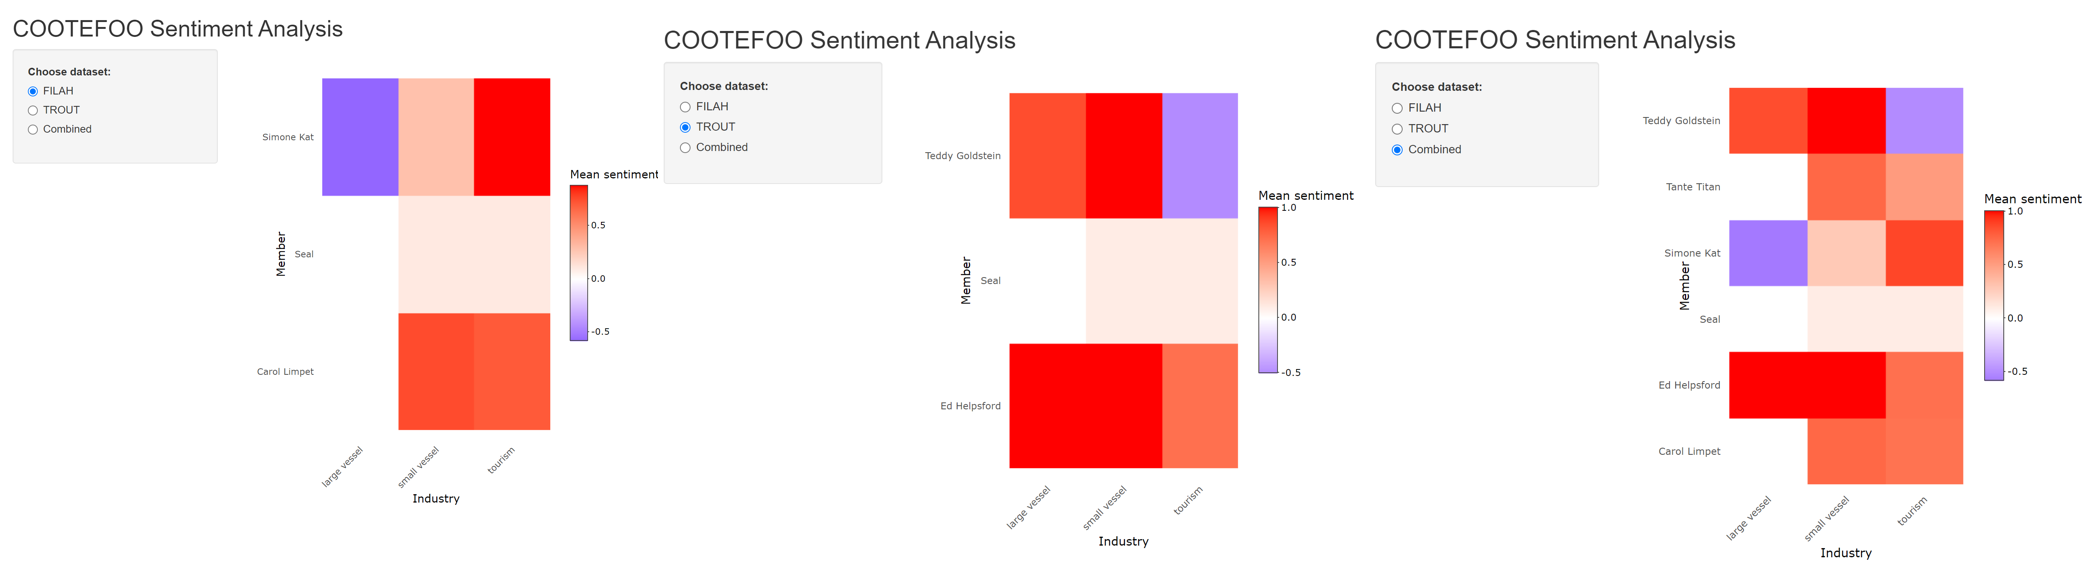 COOTEFOO Sentiment Analysis
Choose dataset:
FILAH
TROUT
Combined
Simone Kat
Seal
Carol Limpet
Member
large vessel
small vessel
tourism
Industry
Mean sentiment
0.5
0.0
-0.5
COOTEFOO Sentiment Analysis
Choose dataset:
FILAH
TROUT
Combined
Teddy Goldstein
Seal
Ed Helpsford
Member
large vessel
small vessel
tourism
Industry
Mean sentiment
1.0
0.5
0.0
-0.5
COOTEFOO Sentiment Analysis
Choose dataset:
FILAH
TROUT
Combined
Teddy Goldstein
Tante Titan
Simone Kat
Seal
Ed Helpsford
Carol Limpet
Member
large vessel
small vessel
tourism
Industry
Mean sentiment
1.0
0.5
0.0
-0.5